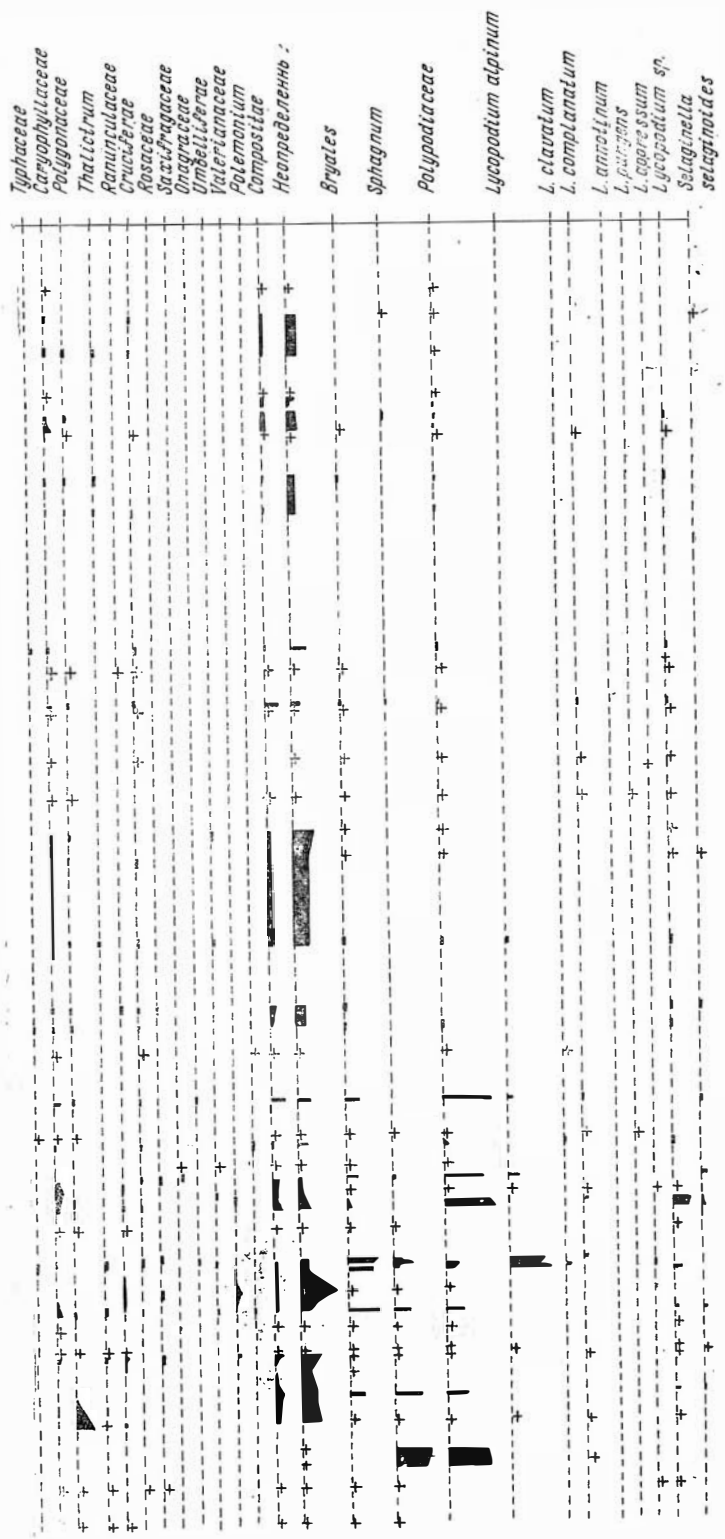 Typhaceae
Caryophyllaceae
Polygonaceae
Thalictrum
Ranunculaceae
Cruciferae
Rosaceae
Saxifragaceae
Onagraceae
Umbelliferae
Valerianaceae
Polemonium
Compositae
Неопределенны:
Bryales
Sphagnum
Polypodiaceae
Lycopodium alpinum
L. clavatum
L. complanatum
L. annotinum
L. pungens
L. appressum
Lycopodium sp.
Selaginella
selaginoides